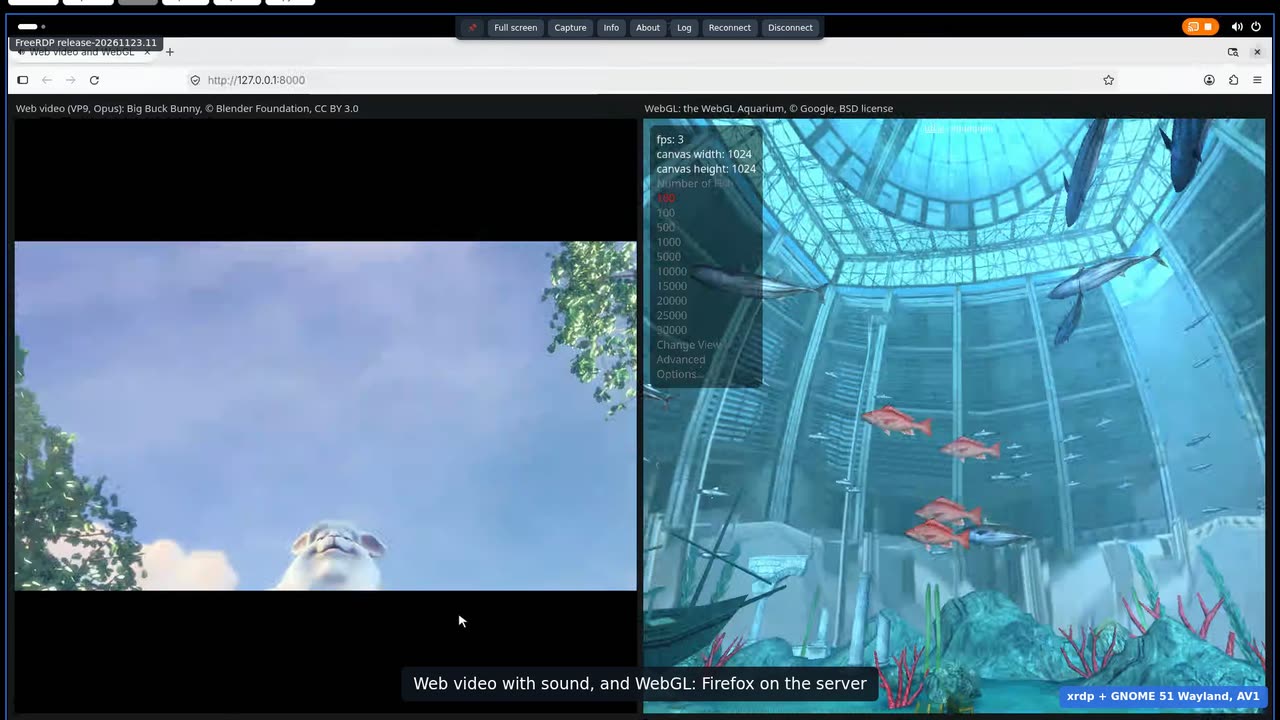 Full screen
Capture
Info
About
Log
Reconnect
Disconnect
FreeRDP release-20261123.11
Web video and WebGL
http://127.0.0.1:8000
Web video (VP9, Opus): Big Buck Bunny, © Blender Foundation, CC BY 3.0
WebGL: the WebGL Aquarium, © Google, BSD license
fps: 3
canvas width: 1024
canvas height: 1024
Number of Fish
100
500
1000
5000
10000
15000
20000
25000
30000
Change View
Advanced
Options...
Web video with sound, and WebGL: Firefox on the server
xrdp + GNOME 51 Wayland, AV1